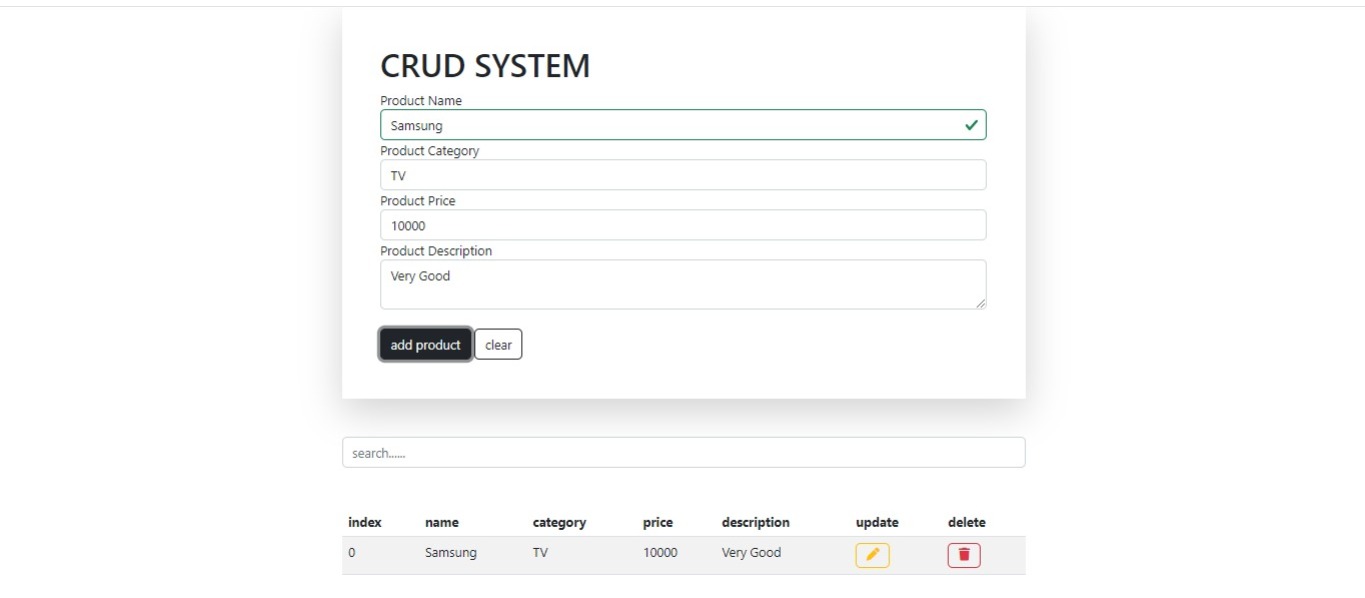 CRUD SYSTEM
Product Name
Samsung
Product Category
TV
Product Price
10000
Product Description
Very Good
add product clear
search......
index name category price description update delete
0 Samsung TV 10000 Very Good